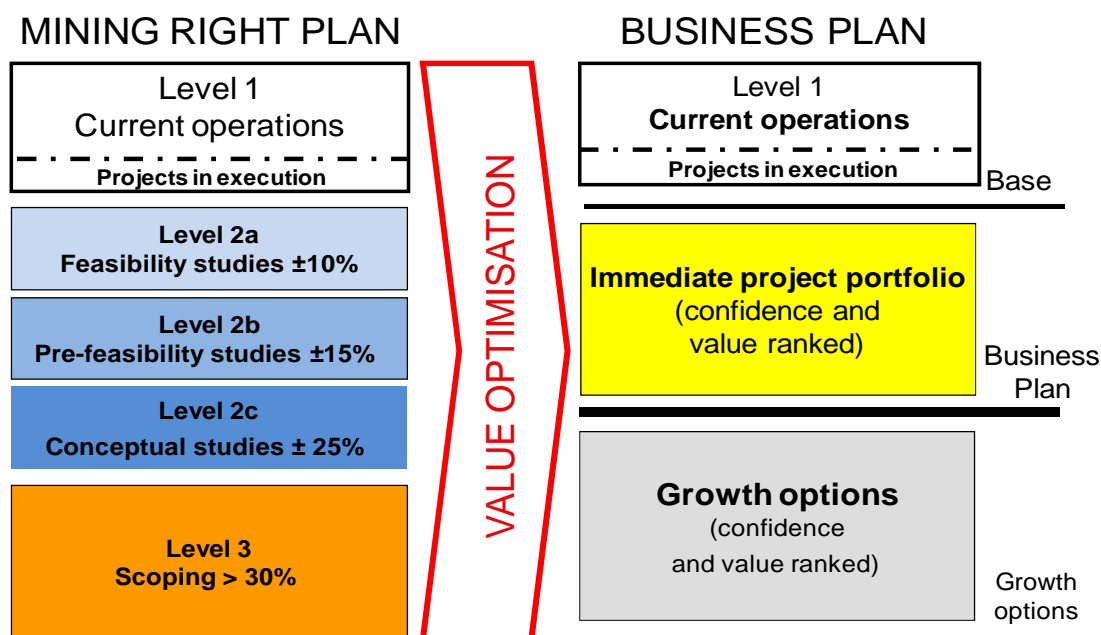 MINING RIGHT PLAN
Level 1
Current operations
Projects in execution
Level 2a
Feasibility studies ±10%
Level 2b
Pre-feasibility studies ±15%
Level 2c
Conceptual studies ± 25%
Level 3
Scoping > 30%
VALUE OPTIMISATION
BUSINESS PLAN
Level 1
Current operations
Projects in execution
Base
Immediate project portfolio
(confidence and
value ranked)
Business
Plan
Growth options
(confidence
and value ranked)
Growth
options